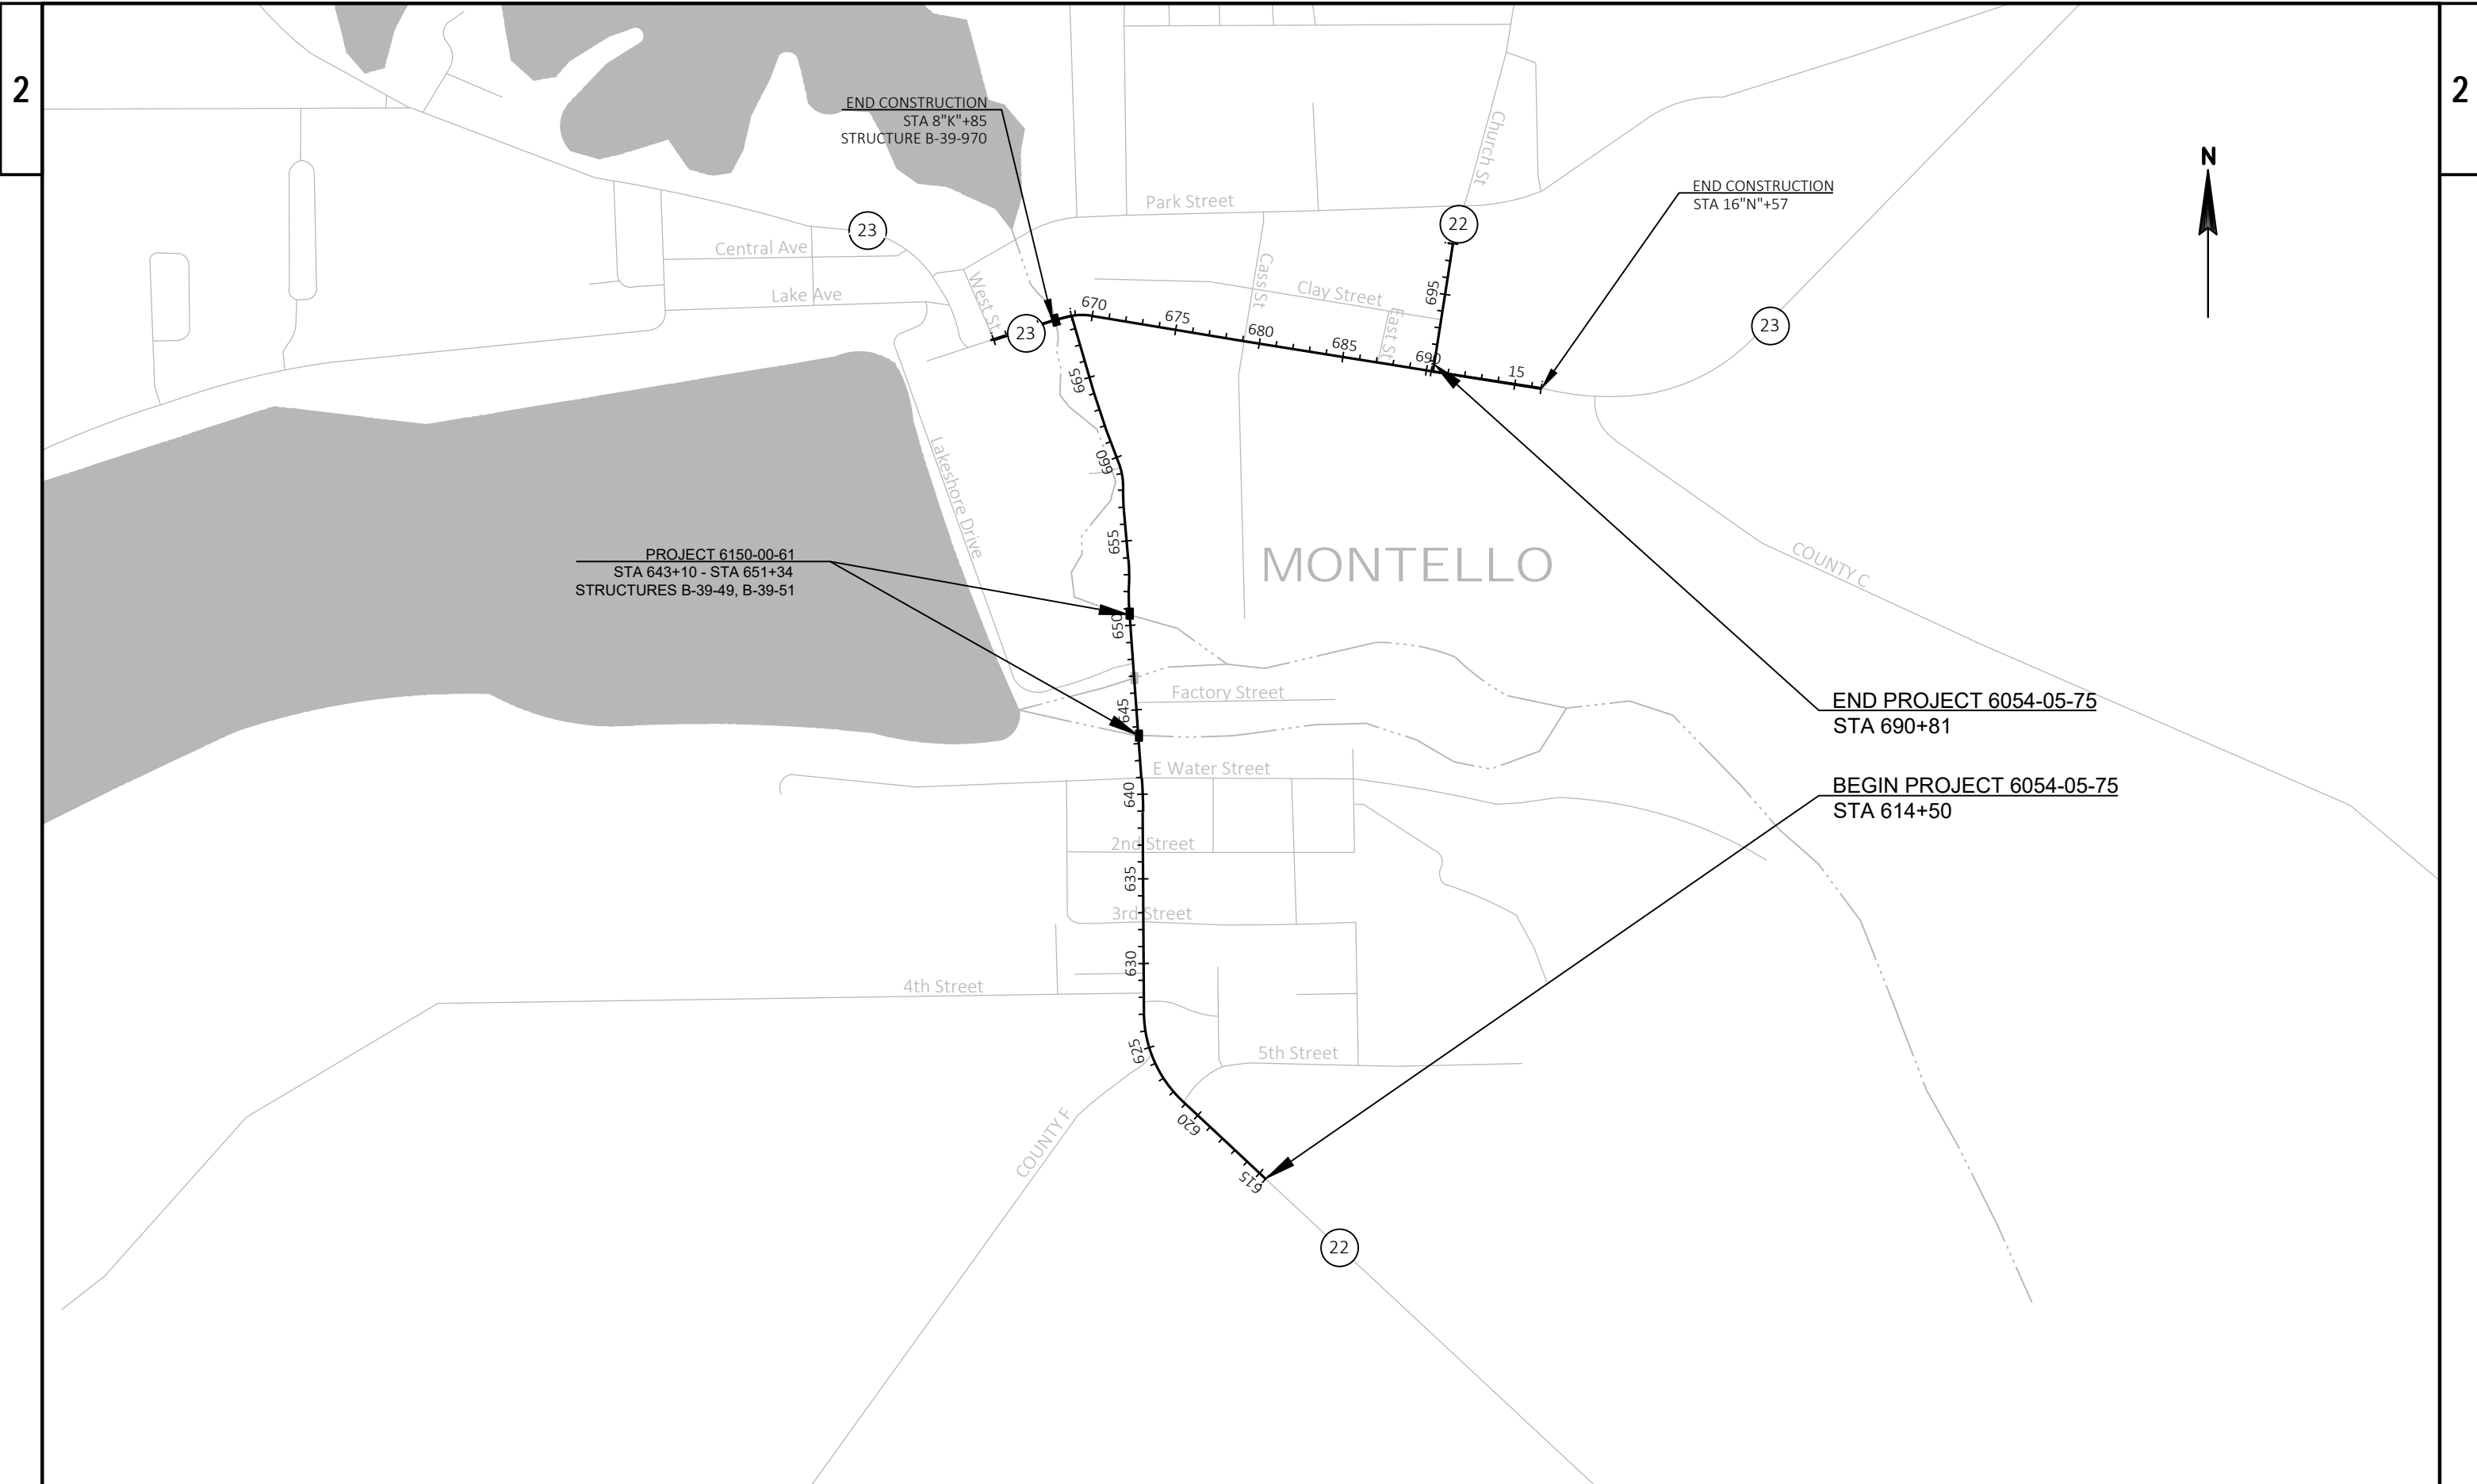 2
2
END CONSTRUCTION
STA 8"K"+85
STRUCTURE B-39-970
Church St
N
END CONSTRUCTION
STA 16"N"+57
Park Street
22
23
Central Ave
Cass St
Clay Street
695
Lake Ave
West St
670
675
680
685
690
15
East St
23
23
665
660
Lakeshore Drive
655
MONTELLO
COUNTY C
PROJECT 6150-00-61
STA 643+10 - STA 651+34
STRUCTURES B-39-49, B-39-51
650
Factory Street
645
END PROJECT 6054-05-75
STA 690+81
E Water Street
640
BEGIN PROJECT 6054-05-75
STA 614+50
2nd Street
635
3rd Street
630
4th Street
625
5th Street
620
COUNTY F
615
22